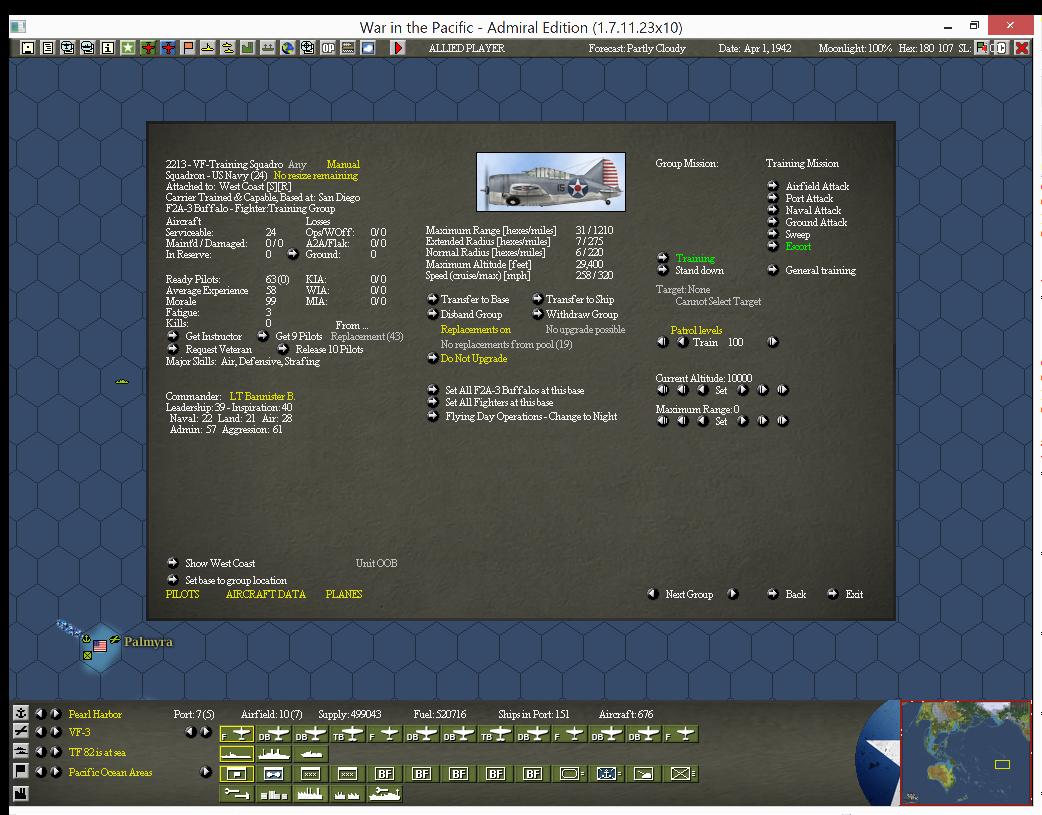 War in the Pacific - Admiral Edition (1.7.11.23x10)
ALLIED PLAYER Forecast: Partly Cloudy Date: Apr 1, 1942 Moonlight: 100% Hex: 180 107 SL:
2213 - VF-Training Squadro Any Manual
Squadron - US Navy (24) No resize remaining
Attached to: West Coast [S][R]
Carrier Trained & Capable, Based at: San Diego
F2A-3 Buffalo - Fighter:Training Group
Aircraft Losses
Serviceable: 24 Ops/WOff: 0/0
Maint'd / Damaged: 0 / 0 A2A/Flak: 0/0
In Reserve: 0 Ground: 0
Ready Pilots: 63(0) KIA: 0/0
Average Experience 58 WIA: 0/0
Morale 99 MIA: 0/0
Fatigue: 3
Kills: 0 From ...
Get Instructor Get 9 Pilots Replacement (43)
Request Veteran Release 10 Pilots
Major Skills: Air, Defensive, Strafing
Commander: LT Bannister B.
Leadership: 39 - Inspiration: 40
Naval: 22 Land: 21 Air: 28
Admin: 57 Aggression: 61
Show West Coast Unit OOB
Set base to group location
PILOTS AIRCRAFT DATA PLANES
15
Maximum Range [hexes/miles] 31 / 1210
Extended Radius [hexes/miles] 7 / 275
Normal Radius [hexes/miles] 6 / 220
Maximum Altitude [feet] 29,400
Speed (cruise/max) [mph] 258 / 320
Transfer to Base Transfer to Ship
Disband Group Withdraw Group
Replacements on No upgrade possible
No replacements from pool (19)
Do Not Upgrade
Set All F2A-3 Buffalos at this base
Set All Fighters at this base
Flying Day Operations - Change to Night
Group Mission: Training Mission
Airfield Attack
Port Attack
Naval Attack
Ground Attack
Sweep
Escort
Training
Stand down General training
Target: None
Cannot Select Target
Patrol levels
Train 100
Current Altitude: 10000
Set
Maximum Range: 0
Set
Next Group Back Exit
Palmyra
Pearl Harbor Port: 7 (5) Airfield: 10 (7) Supply: 499043 Fuel: 520716 Ships in Port: 151 Aircraft: 676
VF-3 F DB DB TB F DB DB TB DB F DB DB F
TF 82 is at sea
Pacific Ocean Areas xxx xxx BF BF BF BF BF